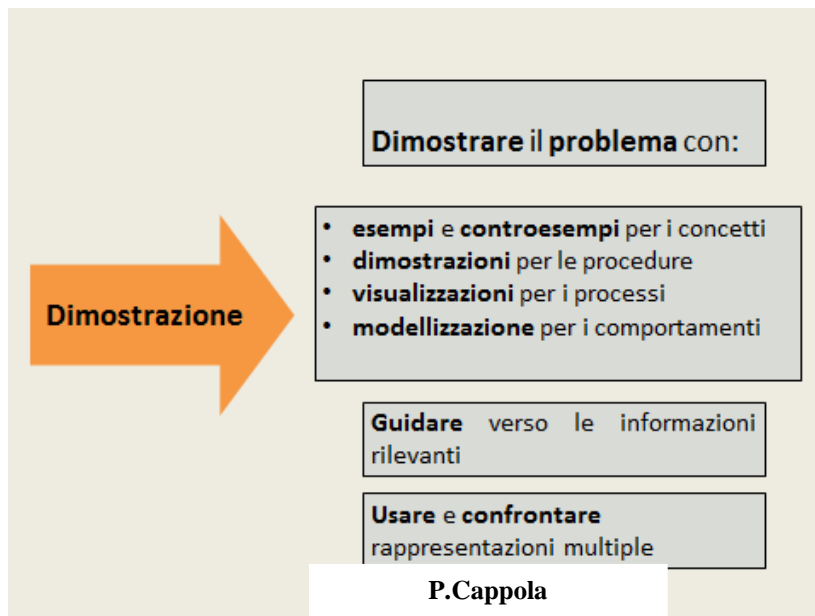 Dimostrare il problema con:
Dimostrazione
• esempi e controesempi per i concetti
• dimostrazioni per le procedure
• visualizzazioni per i processi
• modellizzazione per i comportamenti
Guidare verso le informazioni
rilevanti
Usare e confrontare
rappresentazioni multiple
P.Cappola